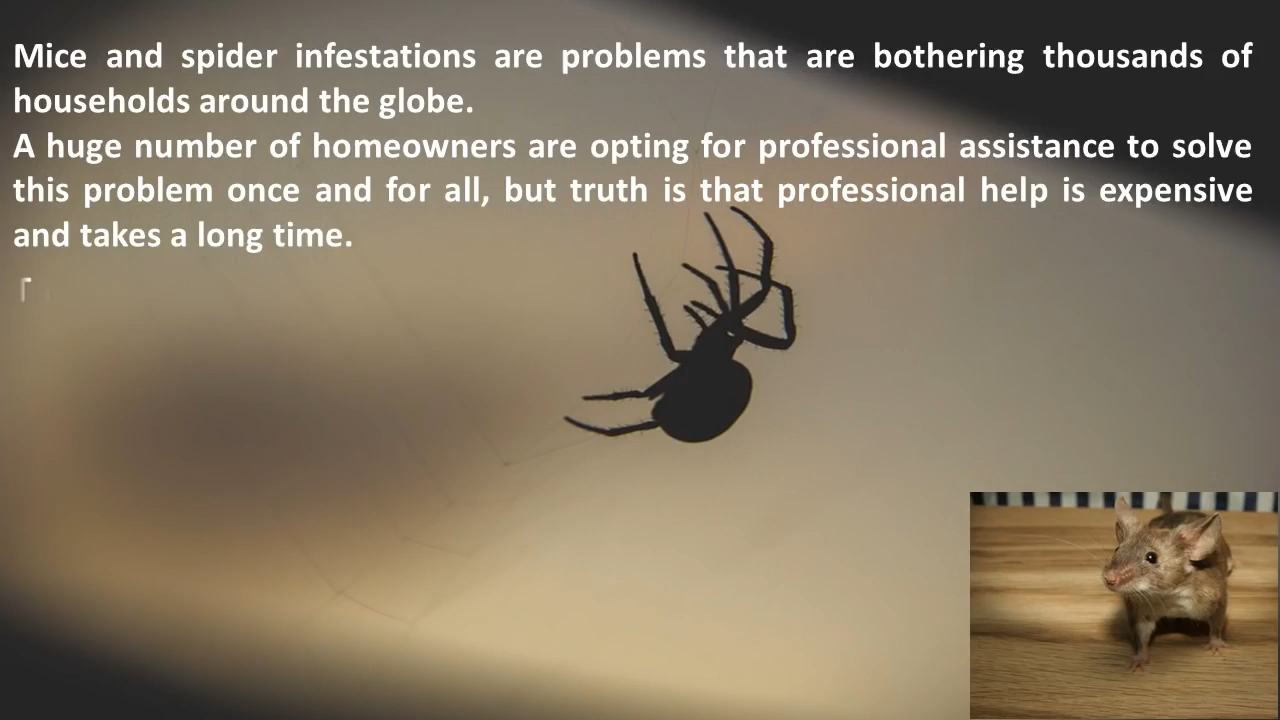 Mice and spider infestations are problems that are bothering thousands of
households around the globe.
A huge number of homeowners are opting for professional assistance to solve
this problem once and for all, but truth is that professional help is expensive
and takes a long time.